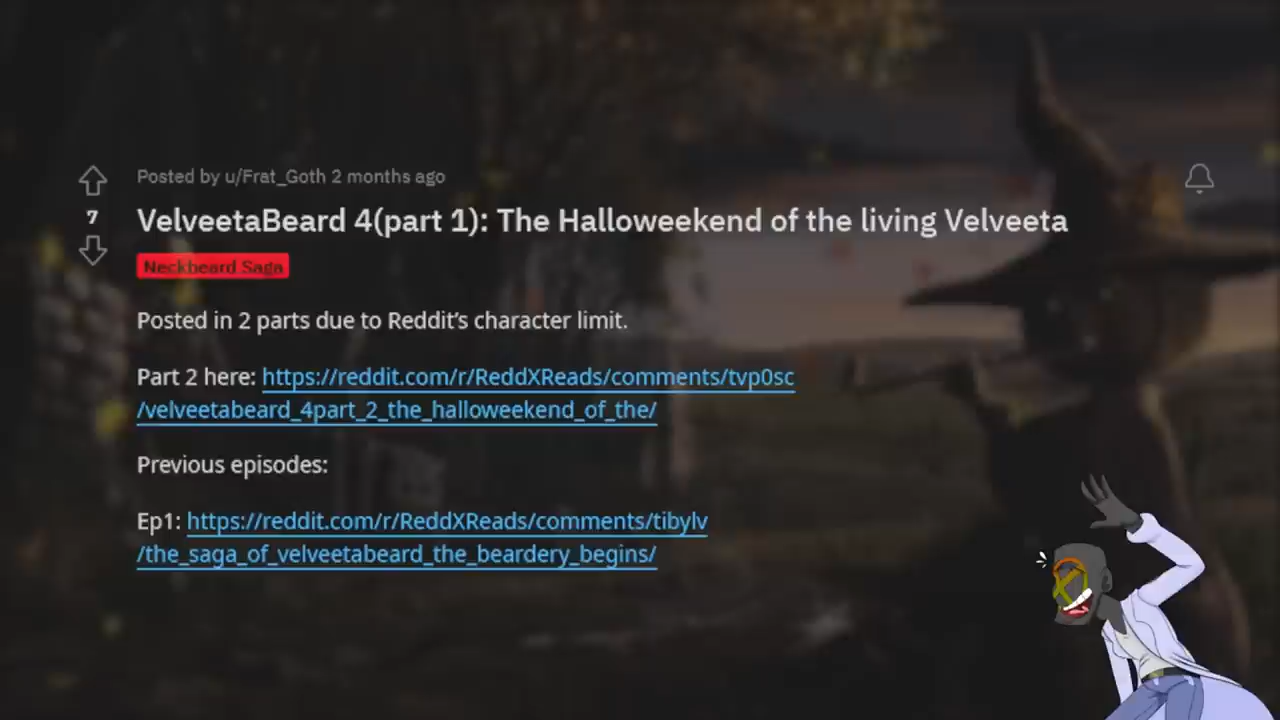 Posted by u/Frat_Goth 2 months ago
7
VelveetaBeard 4(part 1): The Halloweekend of the living Velveeta
Neckbeard Saga
Posted in 2 parts due to Reddit's character limit.
Part 2 here: https://reddit.com/r/ReddXReads/comments/tvp0sc
/velveetabeard_4part_2_the_halloweekend_of_the/
Previous episodes:
Ep1: https://reddit.com/r/ReddXReads/comments/tibylv
/the_saga_of_velveetabeard_the_beardery_begins/